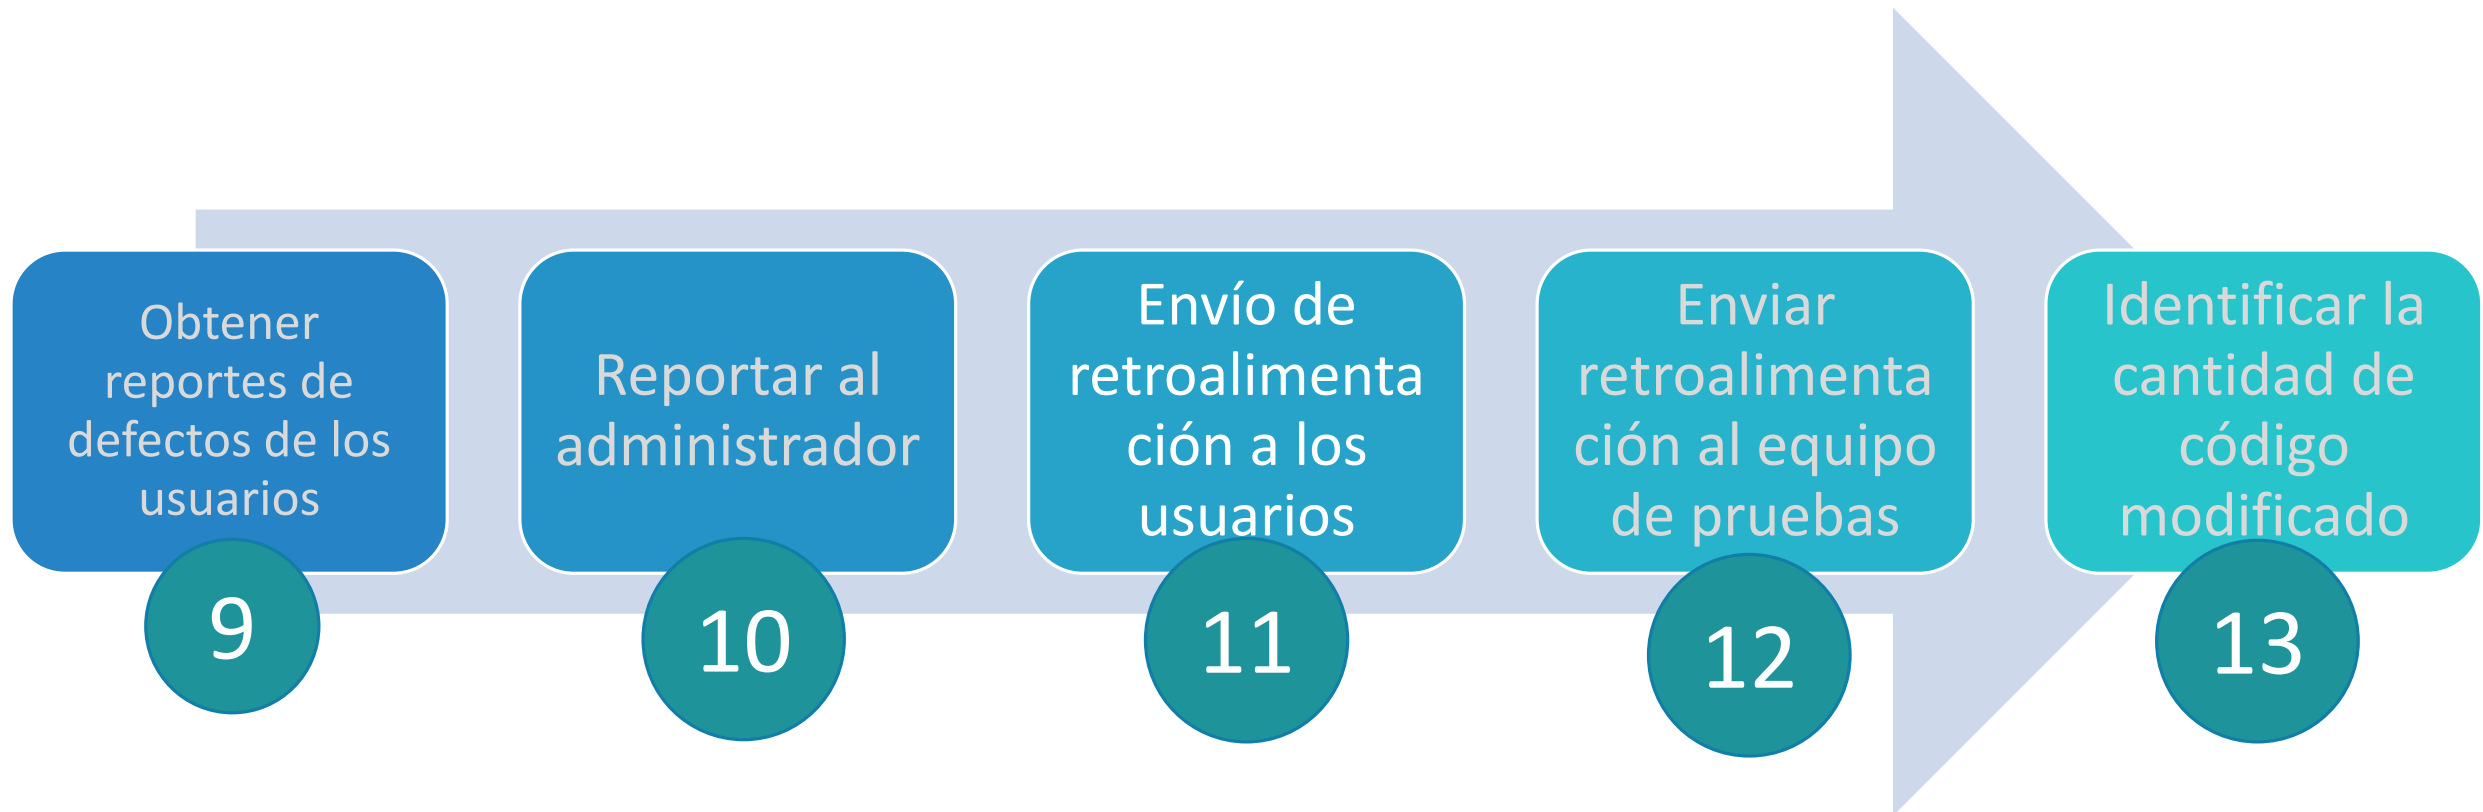 Obtener
reportes de
defectos de los
usuarios
9
Reportar al
administrador
10
Envío de
retroalimenta
ción a los
usuarios
11
Enviar
retroalimenta
ción al equipo
de pruebas
12
Identificar la
cantidad de
código
modificado
13